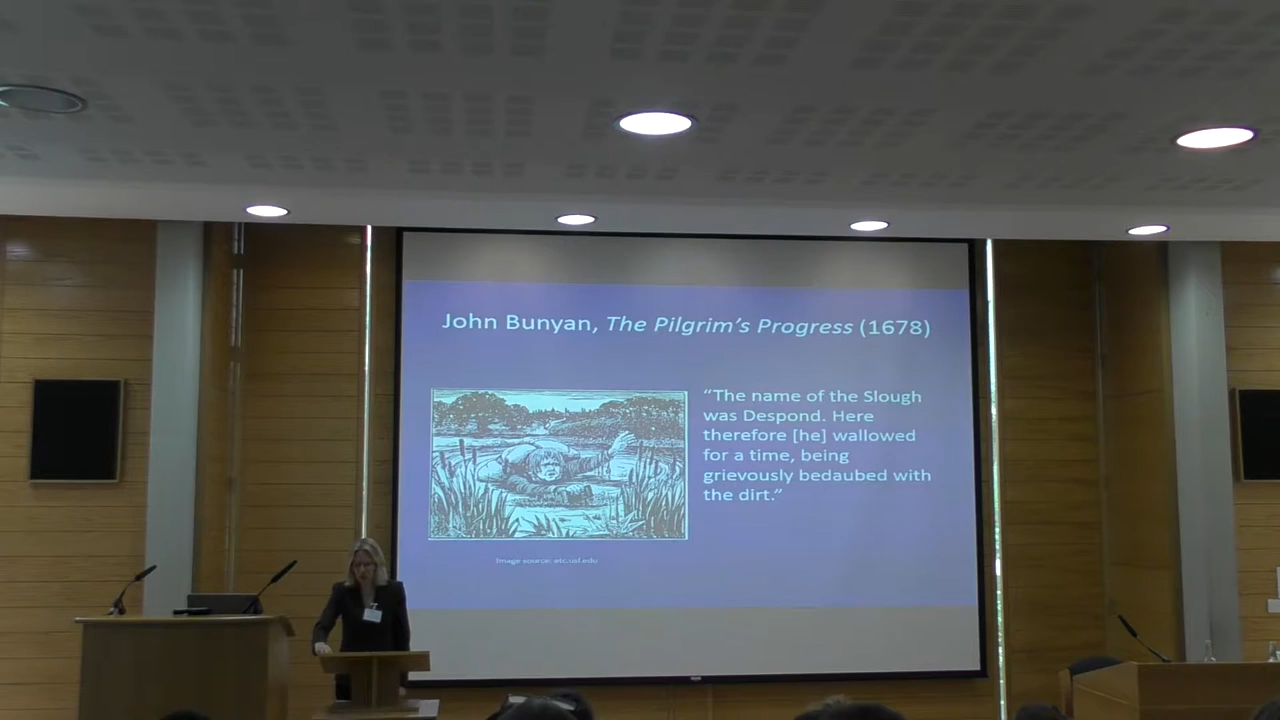 John Bunyan, The Pilgrim's Progress (1678)
"The name of the Slough
was Despond. Here
therefore [he] wallowed
for a time, being
grievously bedaubed with
the dirt."
Image source: etc.usf.edu